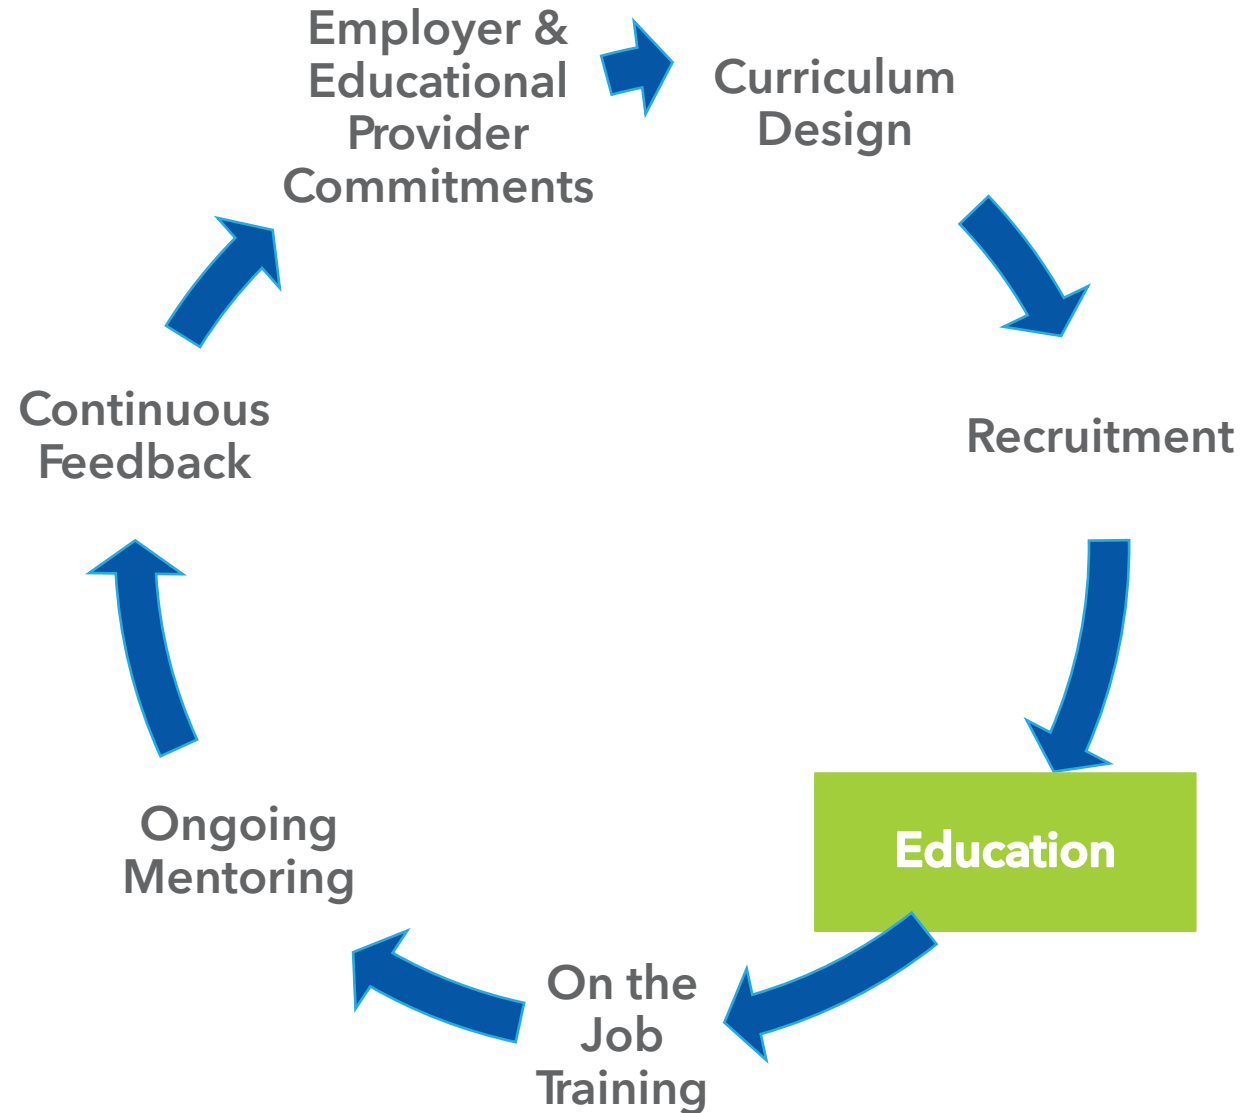 Employer &
Educational
Provider
Commitments
Curriculum
Design
Recruitment
Education
On the
Job
Training
Ongoing
Mentoring
Continuous
Feedback